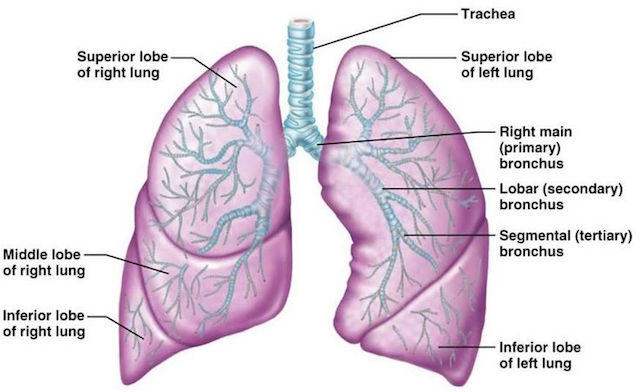 Trachea
Superior lobe
of right lung
Superior lobe
of left lung
Right main
(primary)
bronchus
Lobar (secondary)
bronchus
Segmental (tertiary)
bronchus
Middle lobe
of right lung
Inferior lobe
of right lung
Inferior lobe
of left lung